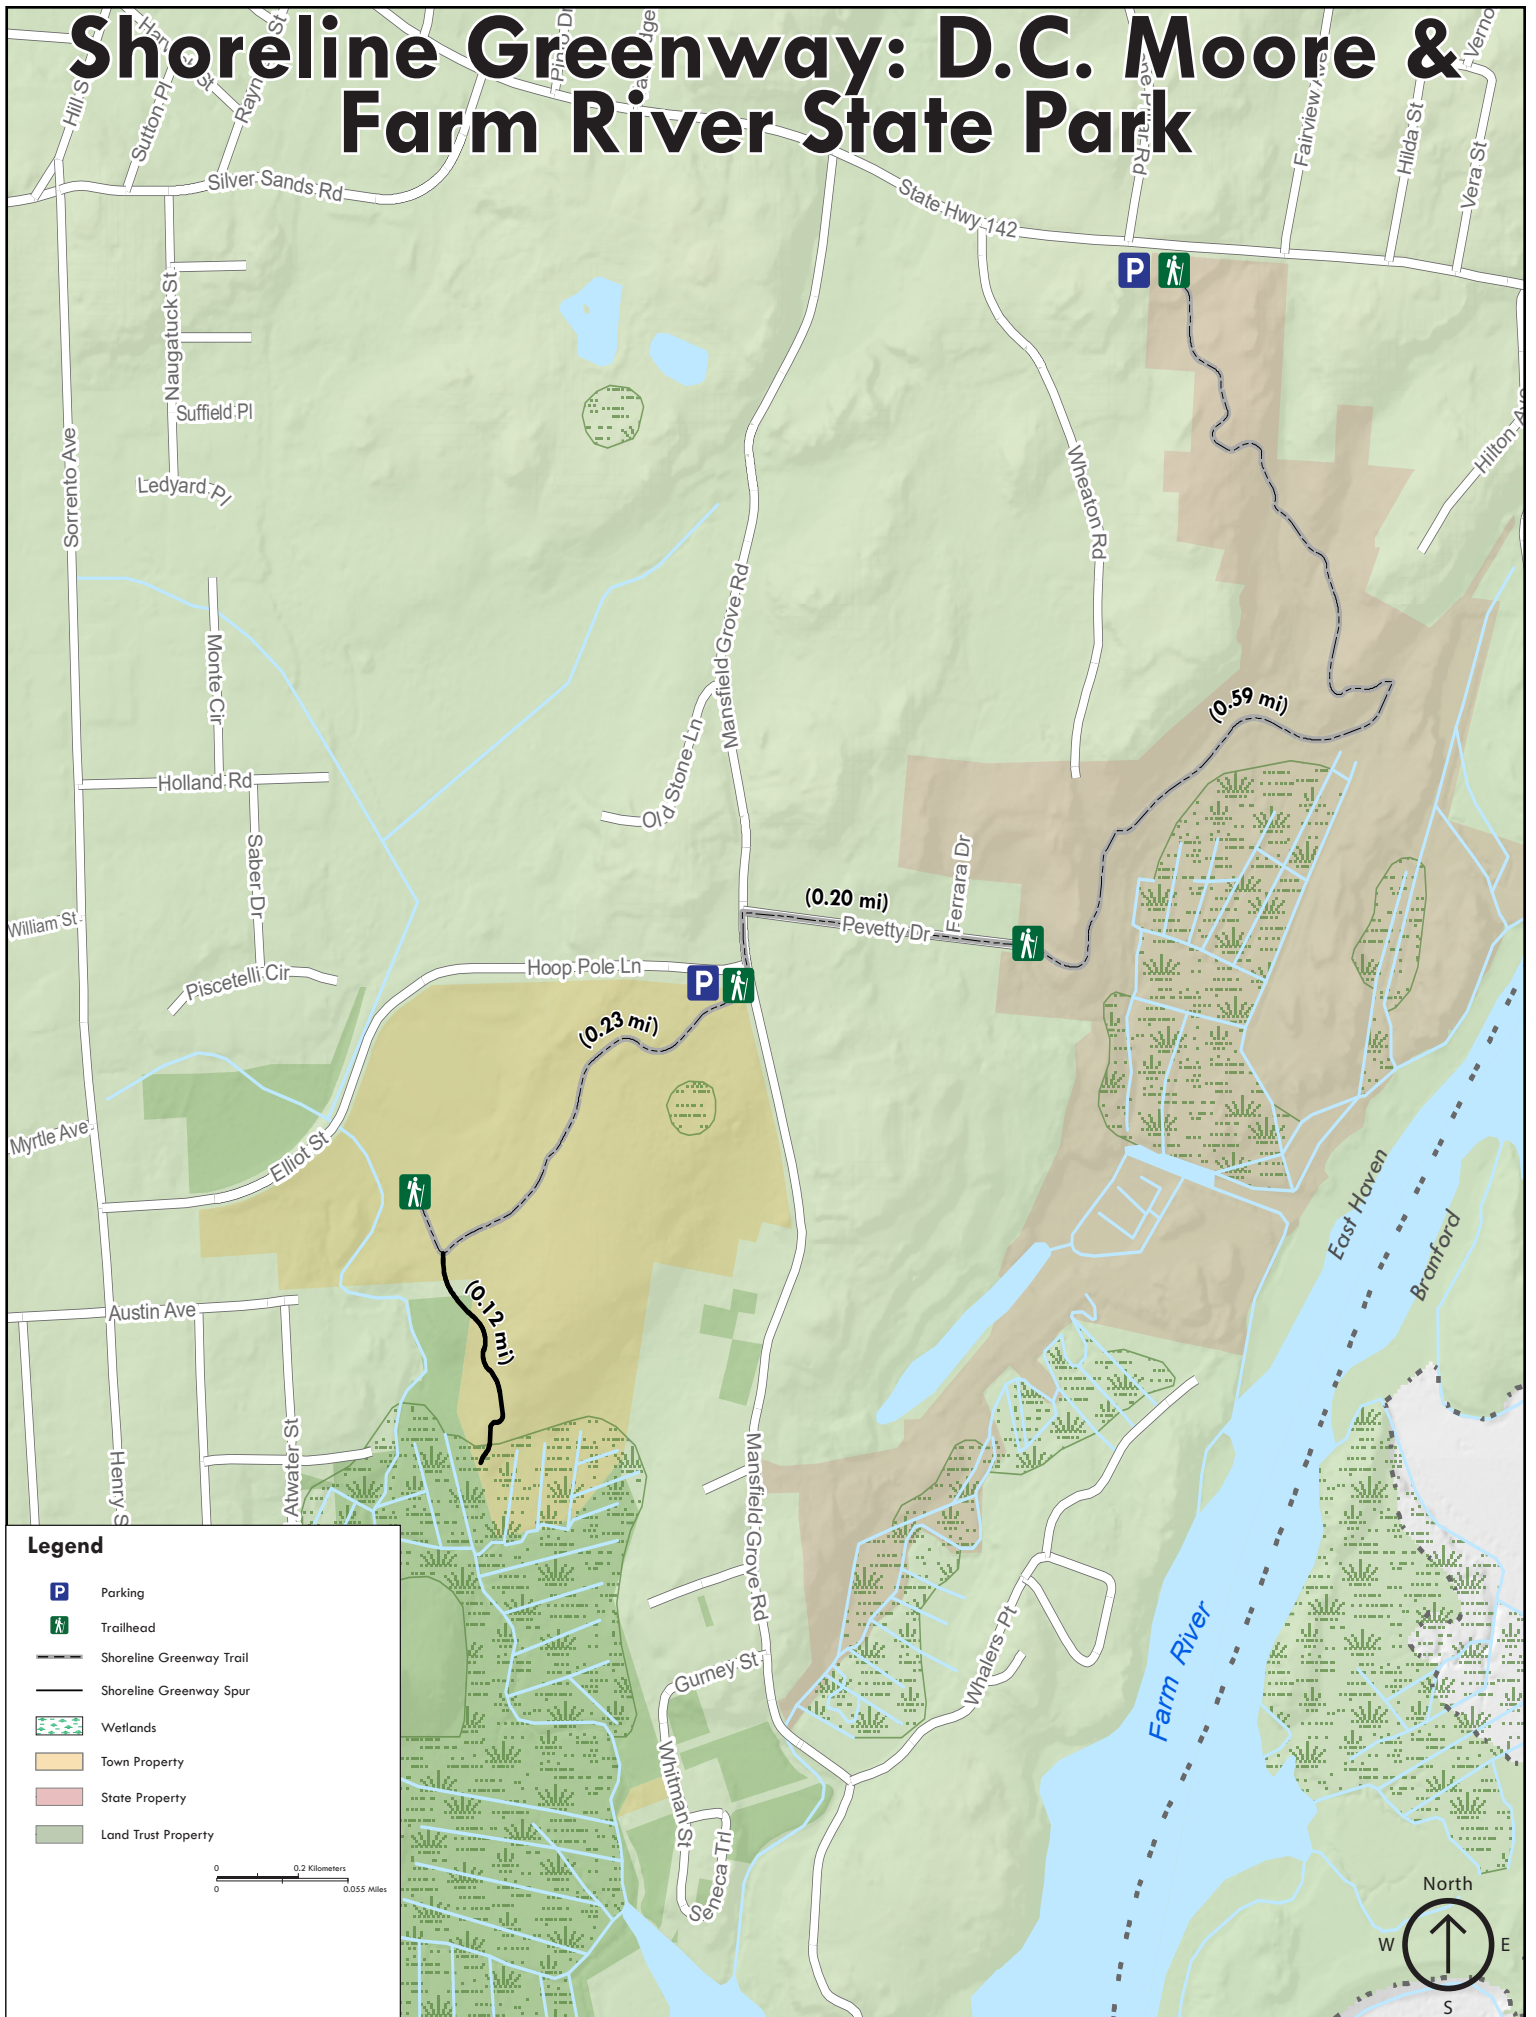 Shoreline Greenway: D.C. Moore &
Farm River State Park
Hill S
Sutton Pl
St
Silver Sands Rd
State Hwy 142
Fairview Ave
Hilda St
Vera St
Naugatuck St
Suffield Pl
Ledyard Pl
Sorrento Ave
Wheaton Rd
Hilton Av
Mansfield Grove Rd
Monte Cir
Old Stone Ln
Holland Rd
Saber Dr
(0.59 mi)
Ferrara Dr
(0.20 mi)
Pevetty Dr
William St
Hoop Pole Ln
Piscetelli Cir
(0.23 mi)
Myrtle Ave
Elliot St
East Haven
Branford
(0.12 mi)
Austin Ave
Henry S
Atwater St
Mansfield Grove Rd
Whalers Pt
Farm River
Gurney St
Whitman St
Seneca Trl
P
P
Legend
P Parking
Trailhead
Shoreline Greenway Trail
Shoreline Greenway Spur
Wetlands
Town Property
State Property
Land Trust Property
0 0.2 Kilometers
0 0.055 Miles
North
W E
S